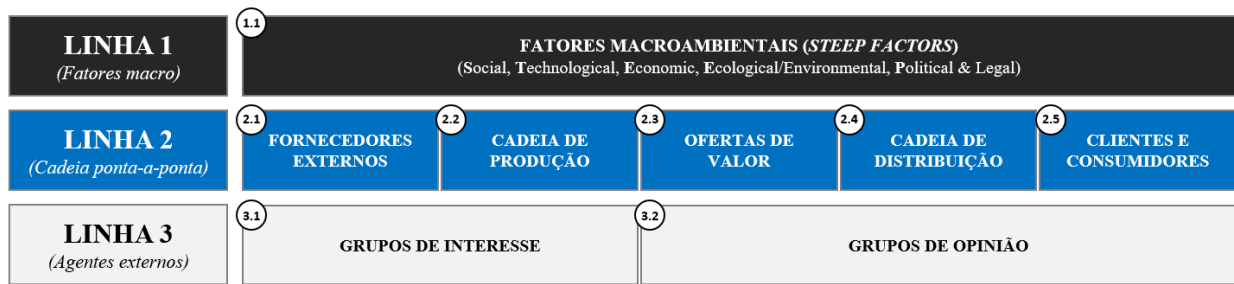 LINHA 1
(Fatores macro)
1.1
FATORES MACROAMBIENTAIS (STEEP FACTORS)
(Social, Technological, Economic, Ecological/Environmental, Political & Legal)
LINHA 2
(Cadeia ponta-a-ponta)
2.1
FORNECEDORES
EXTERNOS
2.2
CADEIA DE
PRODUÇÃO
2.3
OFERTAS DE
VALOR
2.4
CADEIA DE
DISTRIBUIÇÃO
2.5
CLIENTES E
CONSUMIDORES
LINHA 3
(Agentes externos)
3.1
GRUPOS DE INTERESSE
3.2
GRUPOS DE OPINIÃO